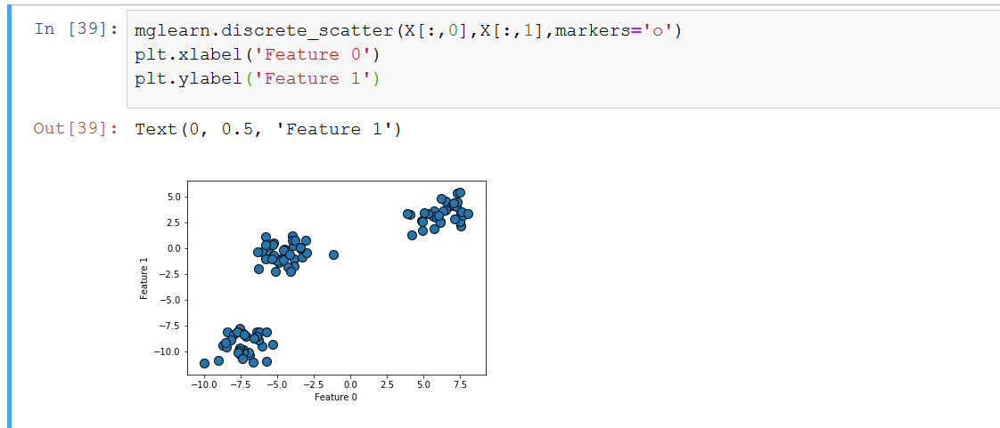 In [39]: mglearn.discrete_scatter(X[:,0],X[:,1],markers='o')
plt.xlabel('Feature 0')
plt.ylabel('Feature 1')
Out[39]: Text(0, 0.5, 'Feature 1')
5.0
2.5
0.0
−2.5
−5.0
−7.5
−10.0
Feature 1
−10.0 −7.5 −5.0 −2.5 0.0 2.5 5.0 7.5
Feature 0